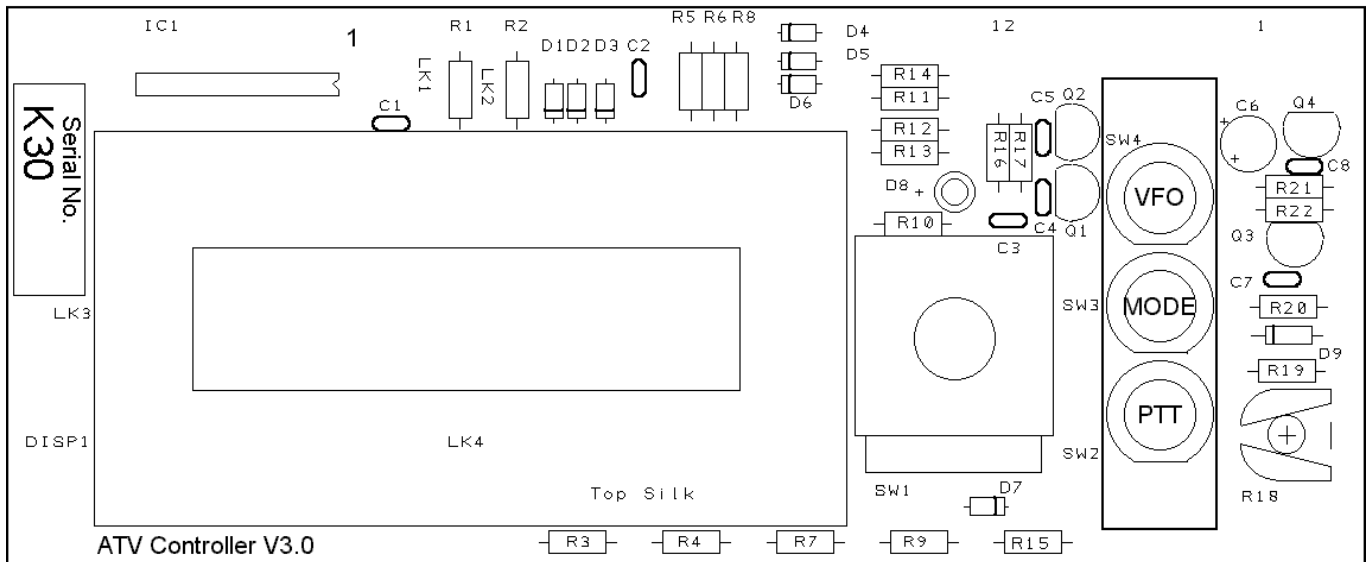 IC1
1
R1
R2
R5 R6 R8
12
1
D4
D1 D2 D3 C2
D5
LK1
LK2
R14
D6
R11
C5
Q2
C6
Q4
C1
R12
R13
R16
R17
SW4
+
+
C8
Serial No.
K30
D8 +
VFO
R21
R22
R10
C4
Q1
Q3
C3
C7
LK3
SW3
MODE
R20
D9
R19
DISP1
LK4
PTT
SW2
Top Silk
SW1
D7
R18
ATV Controller V3.0
R3
R4
R7
R9
R15